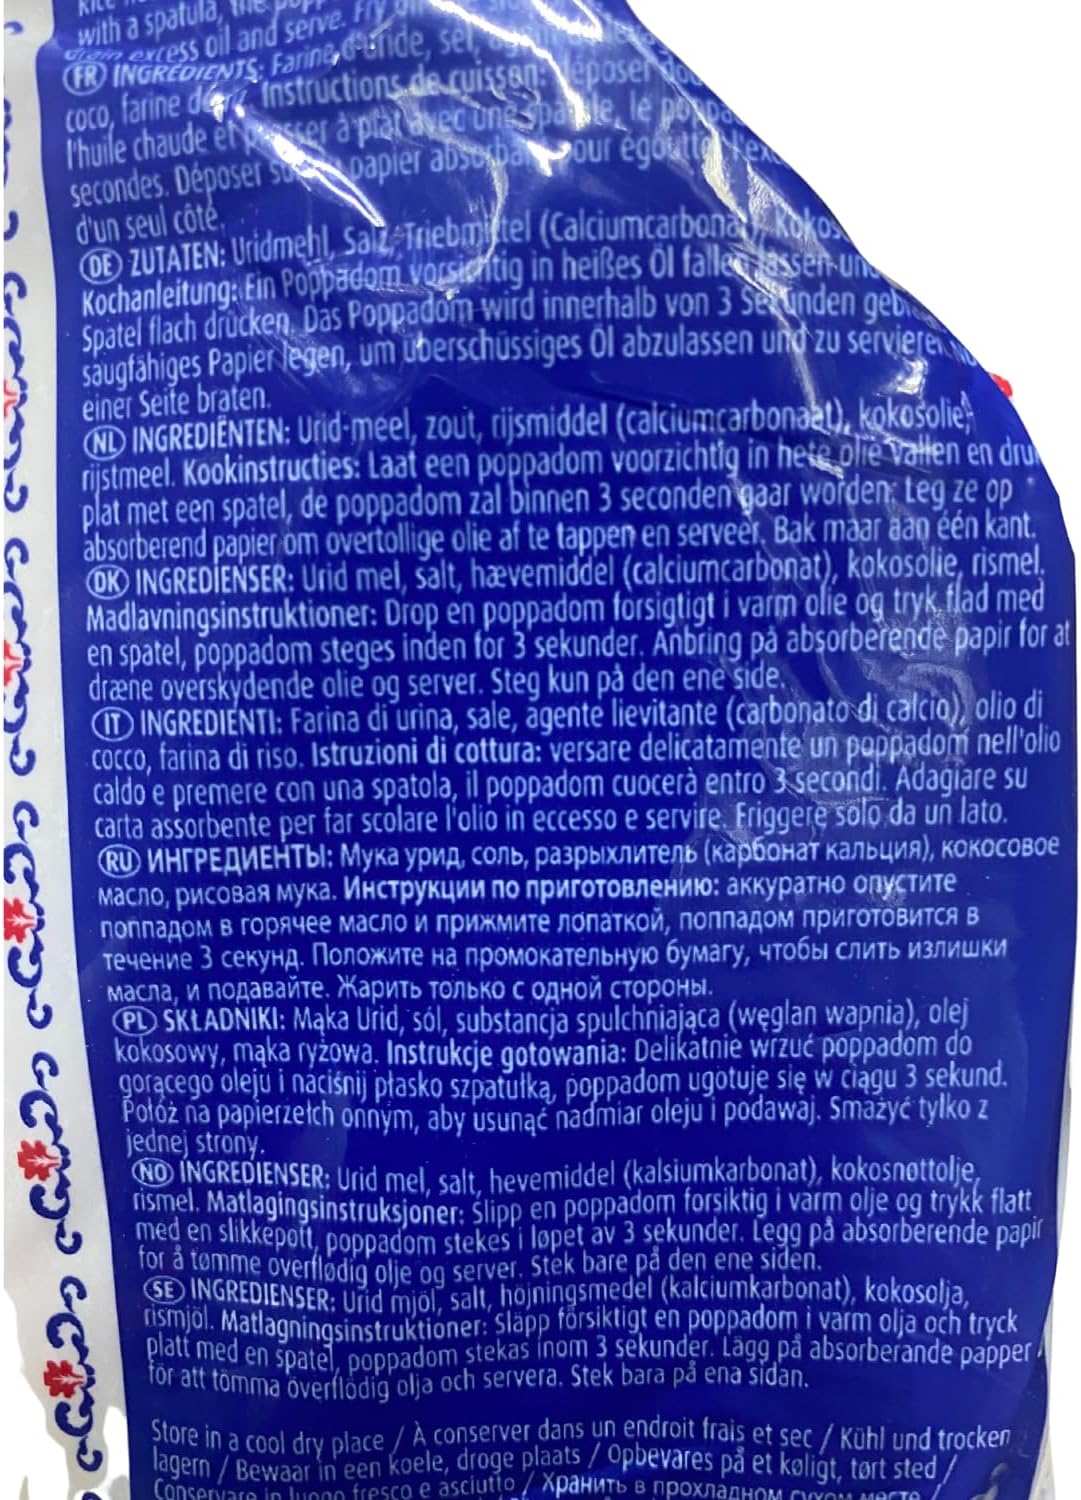 with a spatula, the
drain excess oil and serve. Fry
FR INGRÉDIENTS: Farine d'uride, sel,
coco, farine de Instructions de cuisson: Déposer
l'huile chaude et presser à plat avec une spatule, le
secondes. Déposer papier absorbant pour égoutter
d'un seul côté.
DE ZUTATEN: Uridmehl, Salz, Triebmittel (Calciumcarbonat),
Kochanleitung: Ein Poppadom vorsichtig in heißes Öl fallen lassen und
Spatel flach drücken. Das Poppadom wird innerhalb von 3 Sekunden
saugfähiges Papier legen, um überschüssiges Öl abzulassen und zu servieren.
einer Seite braten.
NL INGREDIËNTEN: Urid-meel, zout, rijsmiddel (calciumcarbonaat), kokosolie,
rijstmeel. Kookinstructies: Laat een poppadom voorzichtig in hete olie vallen en
plat met een spatel, de poppadom zal binnen 3 seconden gaar worden. Leg ze op
absorberend papier om overtollige olie af te tappen en serveer. Bak maar aan één kant.
DK INGREDIENSER: Urid mel, salt, hævemiddel (calciumcarbonat), kokosolie, rismel.
Madlavningsinstruktioner: Drop en poppadom forsigtigt i varm olie og tryk flad med
en spatel, poppadom steges inden for 3 sekunder. Anbring på absorberende papir for at
dræne overskydende olie og server. Steg kun på den ene side.
IT INGREDIENTI: Farina di urina, sale, agente lievitante (carbonato di calcio), olio di
cocco, farina di riso. Istruzioni di cottura: versare delicatamente un poppadom nell'olio
caldo e premere con una spatola, il poppadom cuocerà entro 3 secondi. Adagiare su
carta assorbente per far scolare l'olio in eccesso e servire. Friggere solo da un lato.
RU ИНГРЕДИЕНТЫ: Мука урид, соль, разрыхлитель (карбонат кальция), кокосовое
масло, рисовая мука. Инструкции по приготовлению: аккуратно опустите
поппадом в горячее масло и прижмите лопаткой, поппадом приготовится в
течение 3 секунд. Положите на промокательную бумагу, чтобы слить излишки
масла, и подавайте. Жарить только с одной стороны.
PL SKŁADNIKI: Mąka Urid, sól, substancja spulchniająca (węglan wapnia), olej
kokosowy, mąka ryżowa. Instrukcje gotowania: Delikatnie wrzuć poppadom do
gorącego oleju i naciśnij płasko szpatułką, poppadom ugotuje się w ciągu 3 sekund.
Połóż na papierzełch onnym, aby usunąć nadmiar oleju i podawaj. Smażyć tylko z
jednej strony.
NO INGREDIENSER: Urid mel, salt, hevemiddel (kalsiumkarbonat), kokosnøttolje,
rismel. Matlagingsinstruksjoner: Slipp en poppadom forsiktig i varm olje og trykk flatt
med en slikkepott, poppadom stekes i løpet av 3 sekunder. Legg på absorberende papir
for å tømme overflødig olje og server. Stek bare på den ene siden.
SE INGREDIENSER: Urid mjöl, salt, höjningsmedel (kalciumkarbonat), kokosolja,
rismjöl. Matlagningsinstruktioner: Släpp försiktigt en poppadom i varm olja och tryck
platt med en spatel, poppadom stekas inom 3 sekunder. Lägg på absorberande papper
för att tömma överflödig olja och servera. Stek bara på ena sidan.
Store in a cool dry place / À conserver dans un endroit frais et sec / Kühl und trocken
lagern / Bewaar in een koele, droge plaats / Opbevares på et køligt, tørt sted /
Conservare in luogo fresco e asciutto / Хранить в прохладном сухом месте